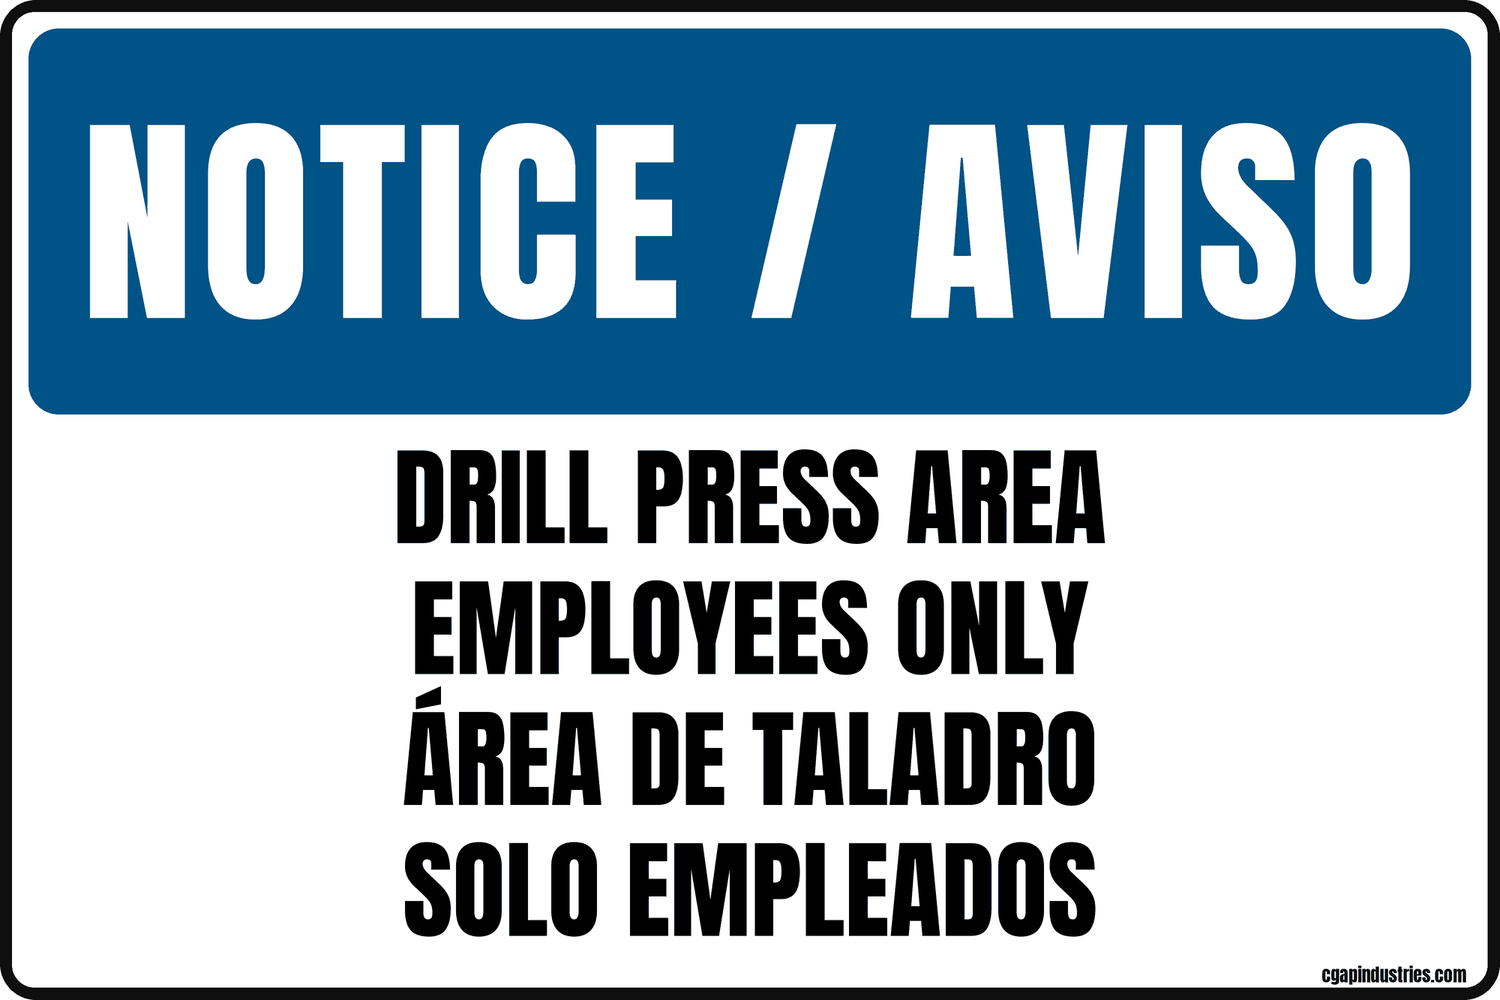 NOTICE / AVISO
DRILL PRESS AREA
EMPLOYEES ONLY
ÁREA DE TALADRO
SOLO EMPLEADOS
cgapindustries.com